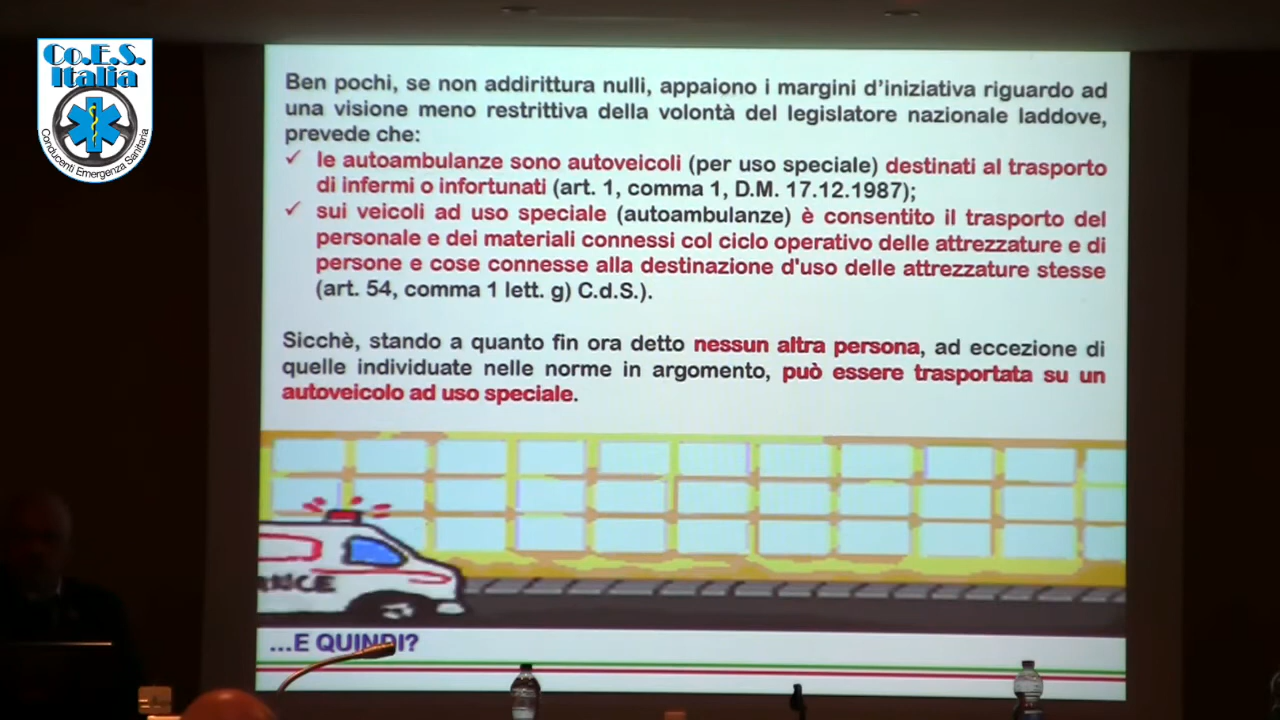 Co.E.S.
Italia
Conducenti Emergenza Sanitaria
Ben pochi, se non addirittura nulli, appaiono i margini d'iniziativa riguardo ad
una visione meno restrittiva della volontà del legislatore nazionale laddove,
prevede che:
✓ le autoambulanze sono autoveicoli (per uso speciale) destinati al trasporto
di infermi o infortunati (art. 1, comma 1, D.M. 17.12.1987);
✓ sui veicoli ad uso speciale (autoambulanze) è consentito il trasporto del
personale e dei materiali connessi col ciclo operativo delle attrezzature e di
persone e cose connesse alla destinazione d'uso delle attrezzature stesse
(art. 54, comma 1 lett. g) C.d.S.).
Sicchè, stando a quanto fin ora detto nessun altra persona, ad eccezione di
quelle individuate nelle norme in argomento, può essere trasportata su un
autoveicolo ad uso speciale.
ANCE
...E QUINDI?